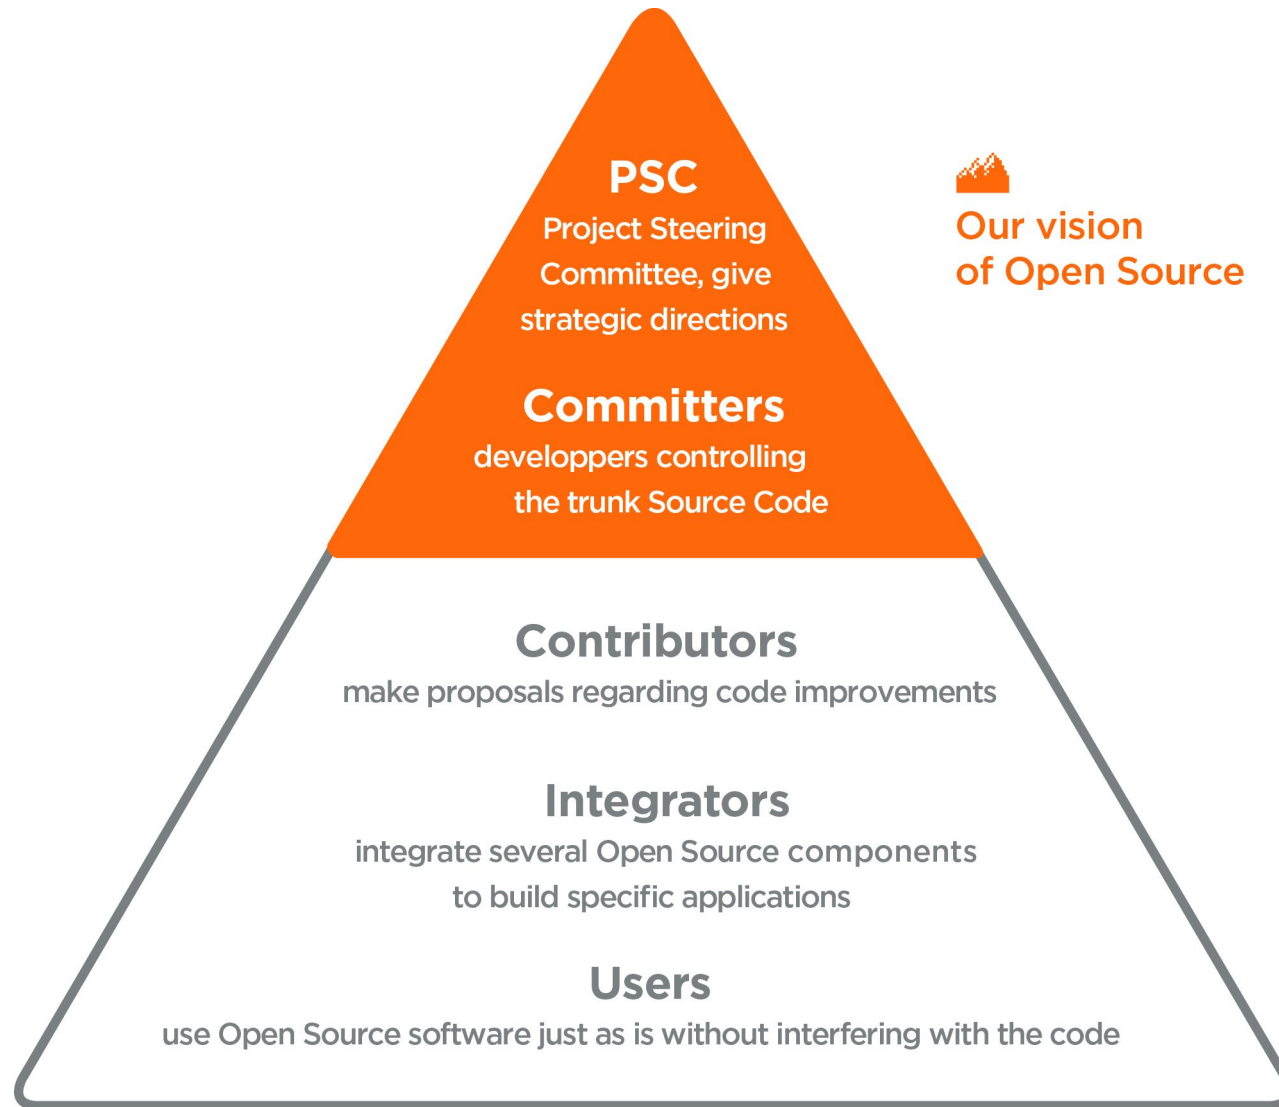 PSC
Project Steering
Committee, give
strategic directions
Our vision
of Open Source
Committers
developpers controlling
the trunk Source Code
Contributors
make proposals regarding code improvements
Integrators
integrate several Open Source components
to build specific applications
Users
use Open Source software just as is without interfering with the code